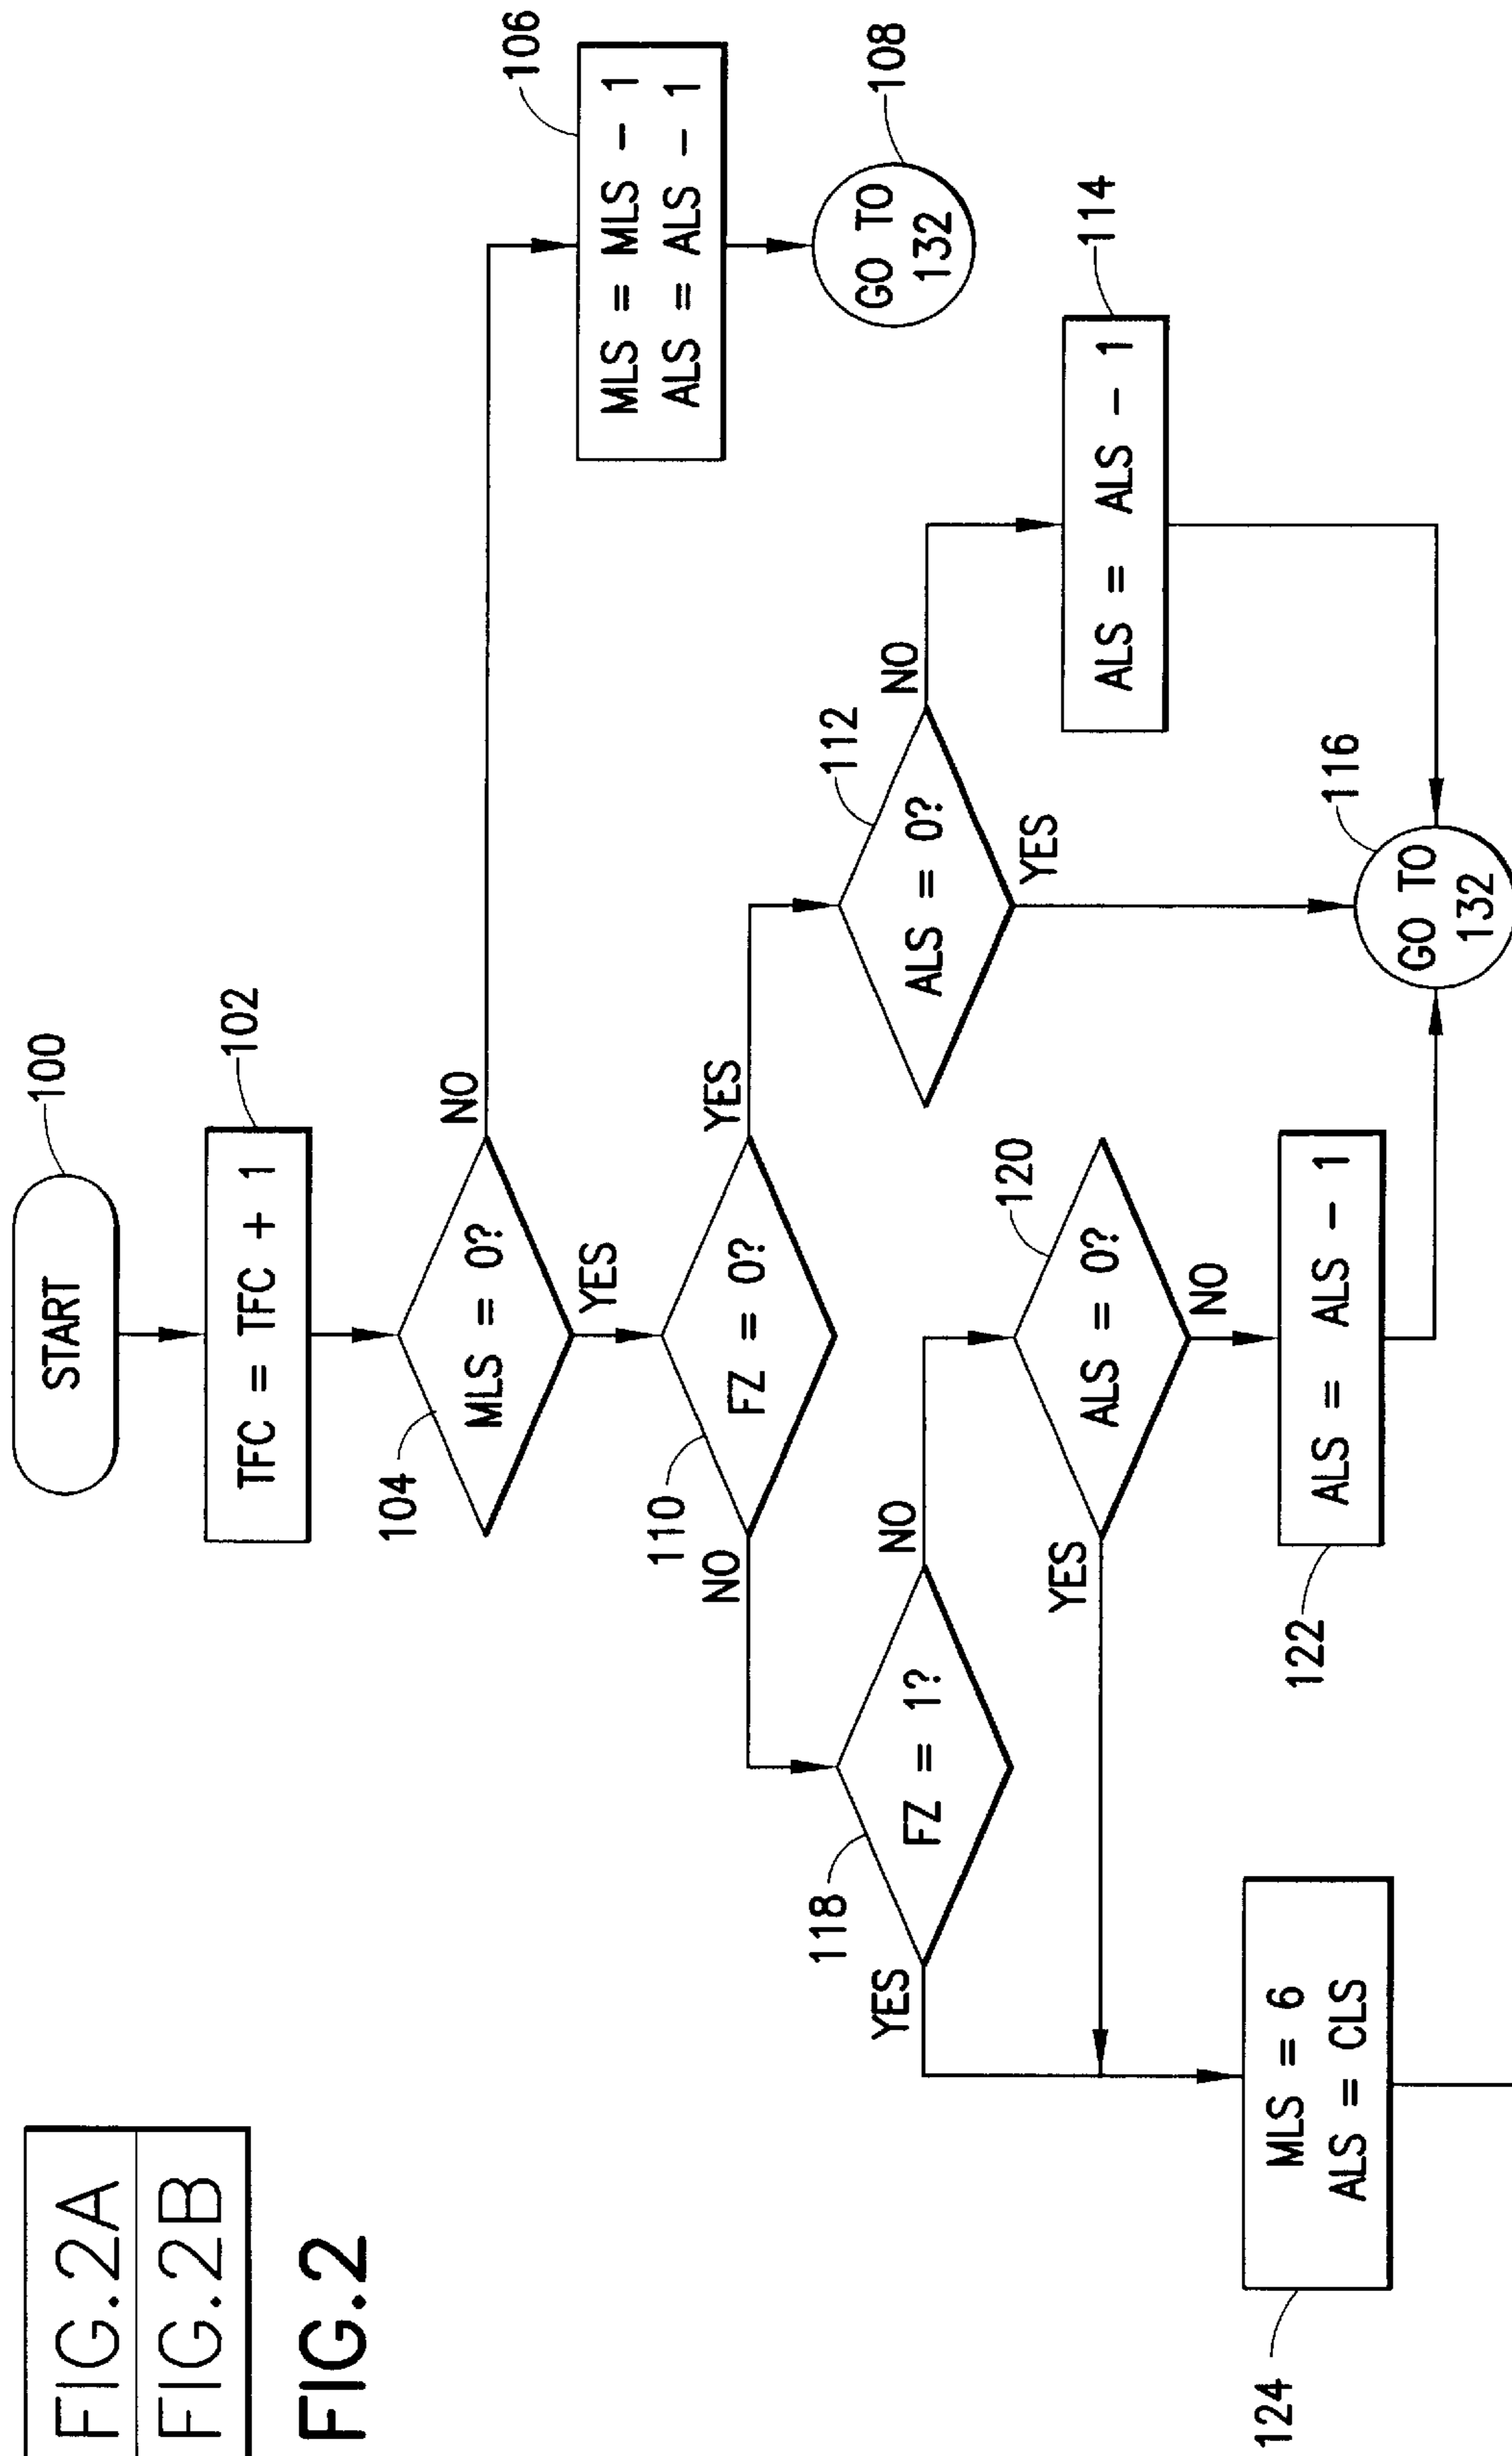 FIG.2A
FIG.2B
FIG.2
START
100
TFC = TFC + 1
102
MLS = 0?
104
NO
YES
MLS = MLS - 1
ALS = ALS - 1
106
GO TO
132
108
FZ = 0?
110
NO
YES
ALS = 0?
112
NO
YES
ALS = ALS - 1
114
GO TO
132
116
FZ = 1?
118
YES
NO
ALS = 0?
120
YES
NO
ALS = ALS - 1
122
MLS = 6
ALS = CLS
124